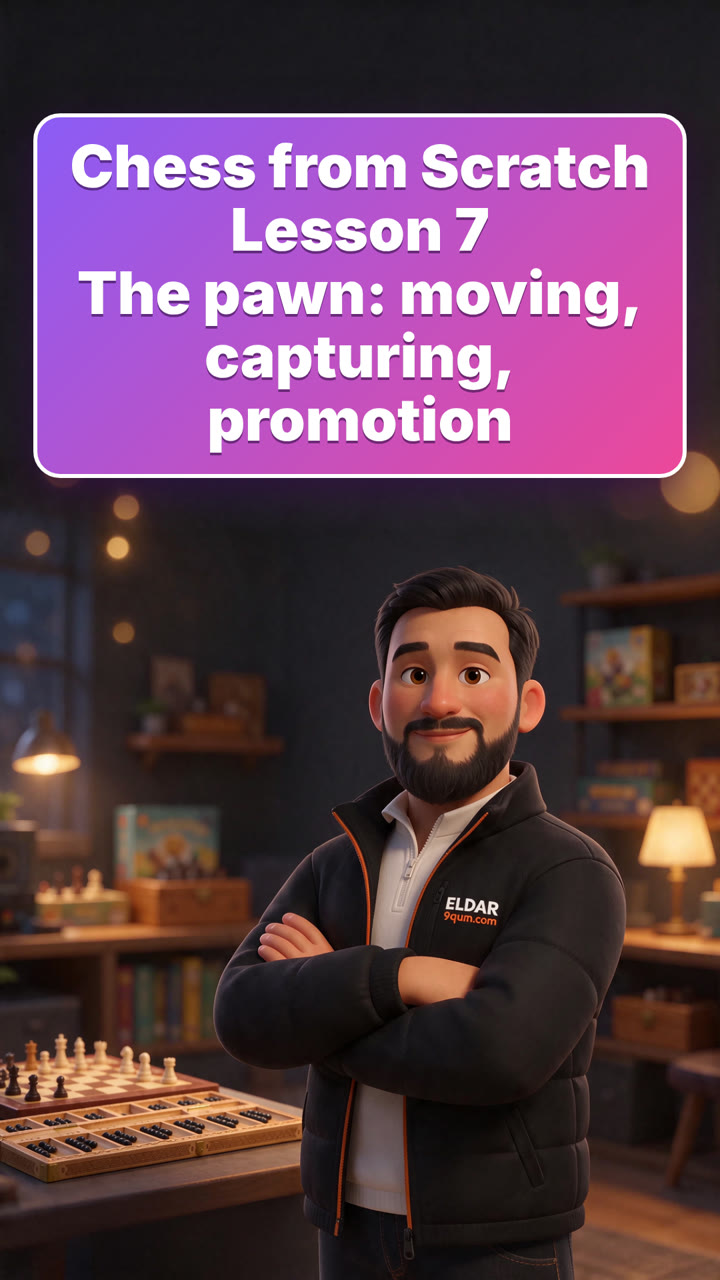 Chess from Scratch
Lesson 7
The pawn: moving,
capturing,
promotion
ELDAR
9qum.com